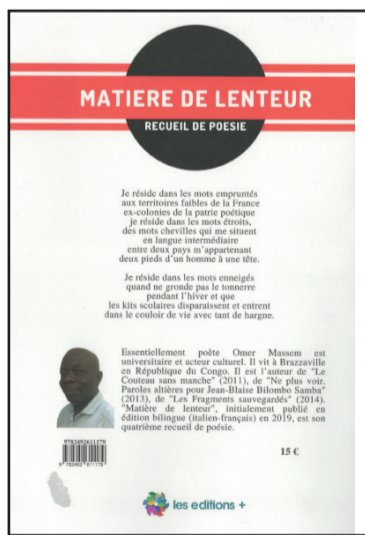 MATIERE DE LENTEUR
RECUEIL DE POESIE
Je réside dans les mots empruntés
aux territoires faibles de la France
ex-colonies de la patrie poétique
je réside dans les mots étroits,
des mots chevilles qui me situent
en langue intermédiaire
entre deux pays m'appartenant
deux pieds d'un homme à une tête.
Je réside dans les mots enneigés
quand ne gronde pas le tonnerre
pendant l'hiver et que
les kits scolaires disparaissent et entrent
dans le couloir de vie avec tant de hargne.
Essentiellement poète Omer Massem est
universitaire et acteur culturel. Il vit à Brazzaville
en République du Congo. Il est l'auteur de "Le
Couteau sans manche" (2011), de "Ne plus voir.
Paroles altières pour Jean-Blaise Bilombo Samba"
(2013), de "Les Fragments sauvegardés" (2014).
"Matière de lenteur", initialement publié en
édition bilingue (italien-français) en 2019, est son
quatrième recueil de poésie.
9782492611179
9 782492 611179
15 €
les editions +